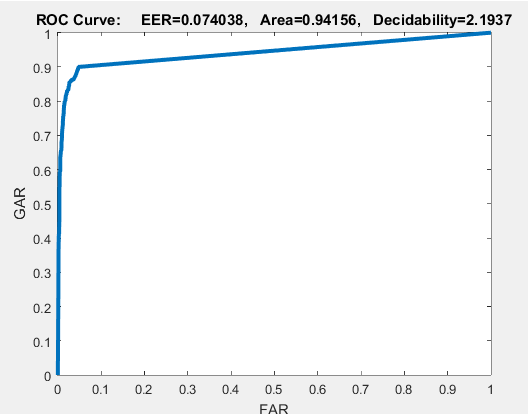 ROC Curve: EER=0.074038, Area=0.94156, Decidability=2.1937
1
0.9
0.8
0.7
0.6
0.5
0.4
0.3
0.2
0.1
0
GAR
0 0.1 0.2 0.3 0.4 0.5 0.6 0.7 0.8 0.9 1
FAR